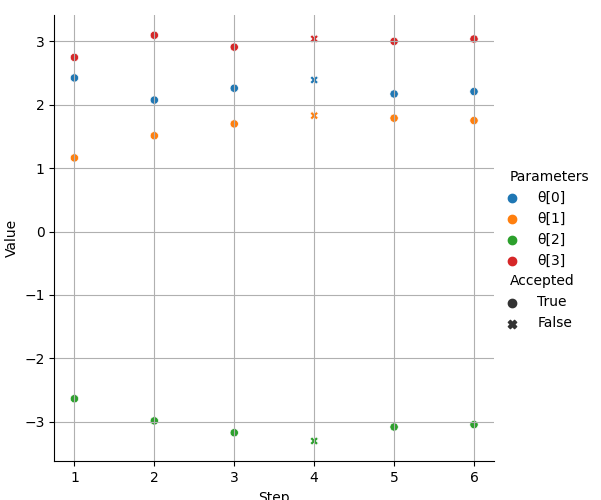 3
2
1
0
−1
−2
−3
Value
1 2 3 4 5 6
Step
Parameters
θ[0]
θ[1]
θ[2]
θ[3]
Accepted
True
False